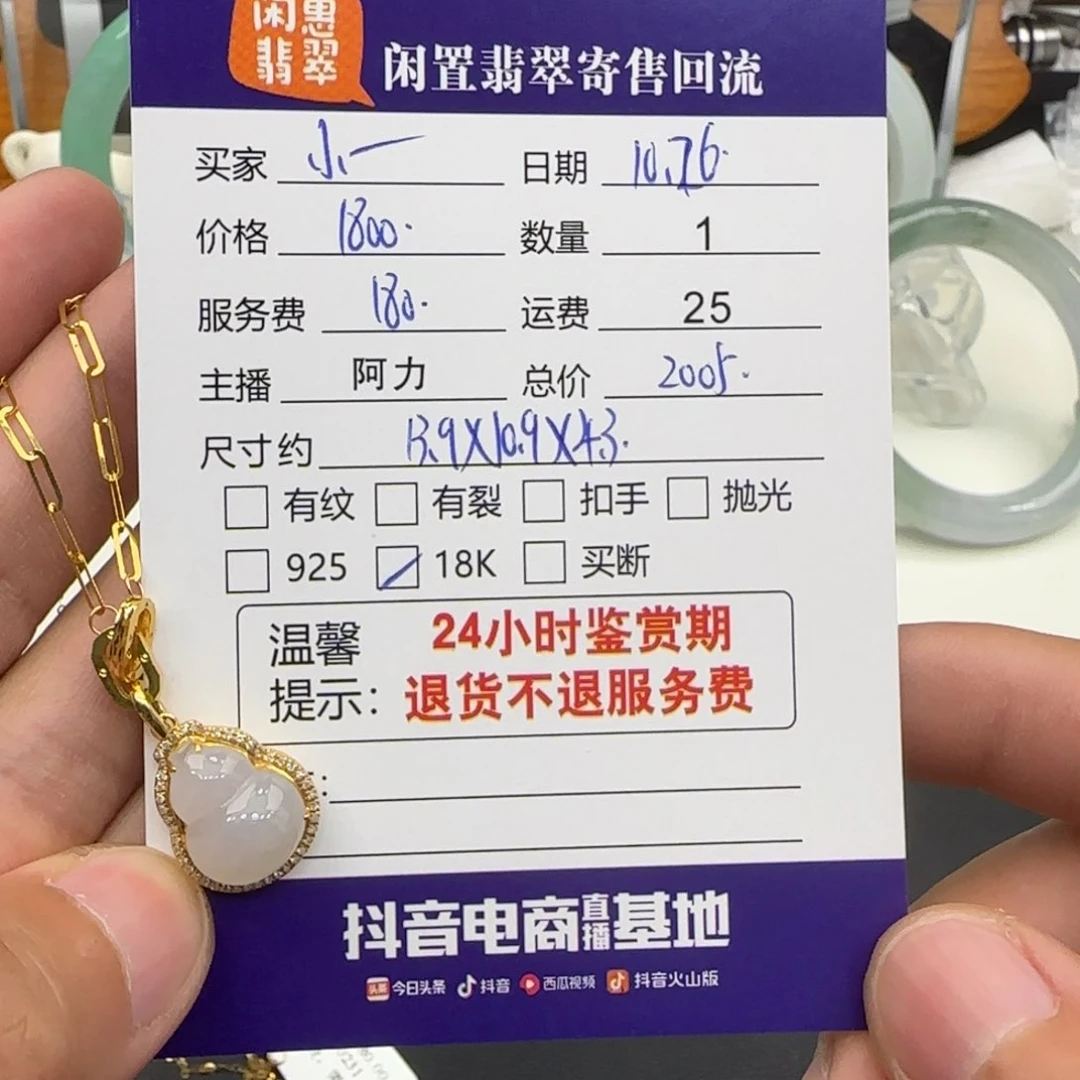 闲惠
翡翠
闲置翡翠寄售回流
买家 小一 日期 10.26.
价格 1800. 数量 1
服务费 180. 运费 25
主播 阿力 总价 2005.
尺寸约 13.9X10.9X4.3.
有纹 有裂 扣手 抛光
925 18K 买断
温馨 24小时鉴赏期
提示: 退货不退服务费
抖音电商直播基地
头条 今日头条 抖音 西瓜视频 抖音火山版